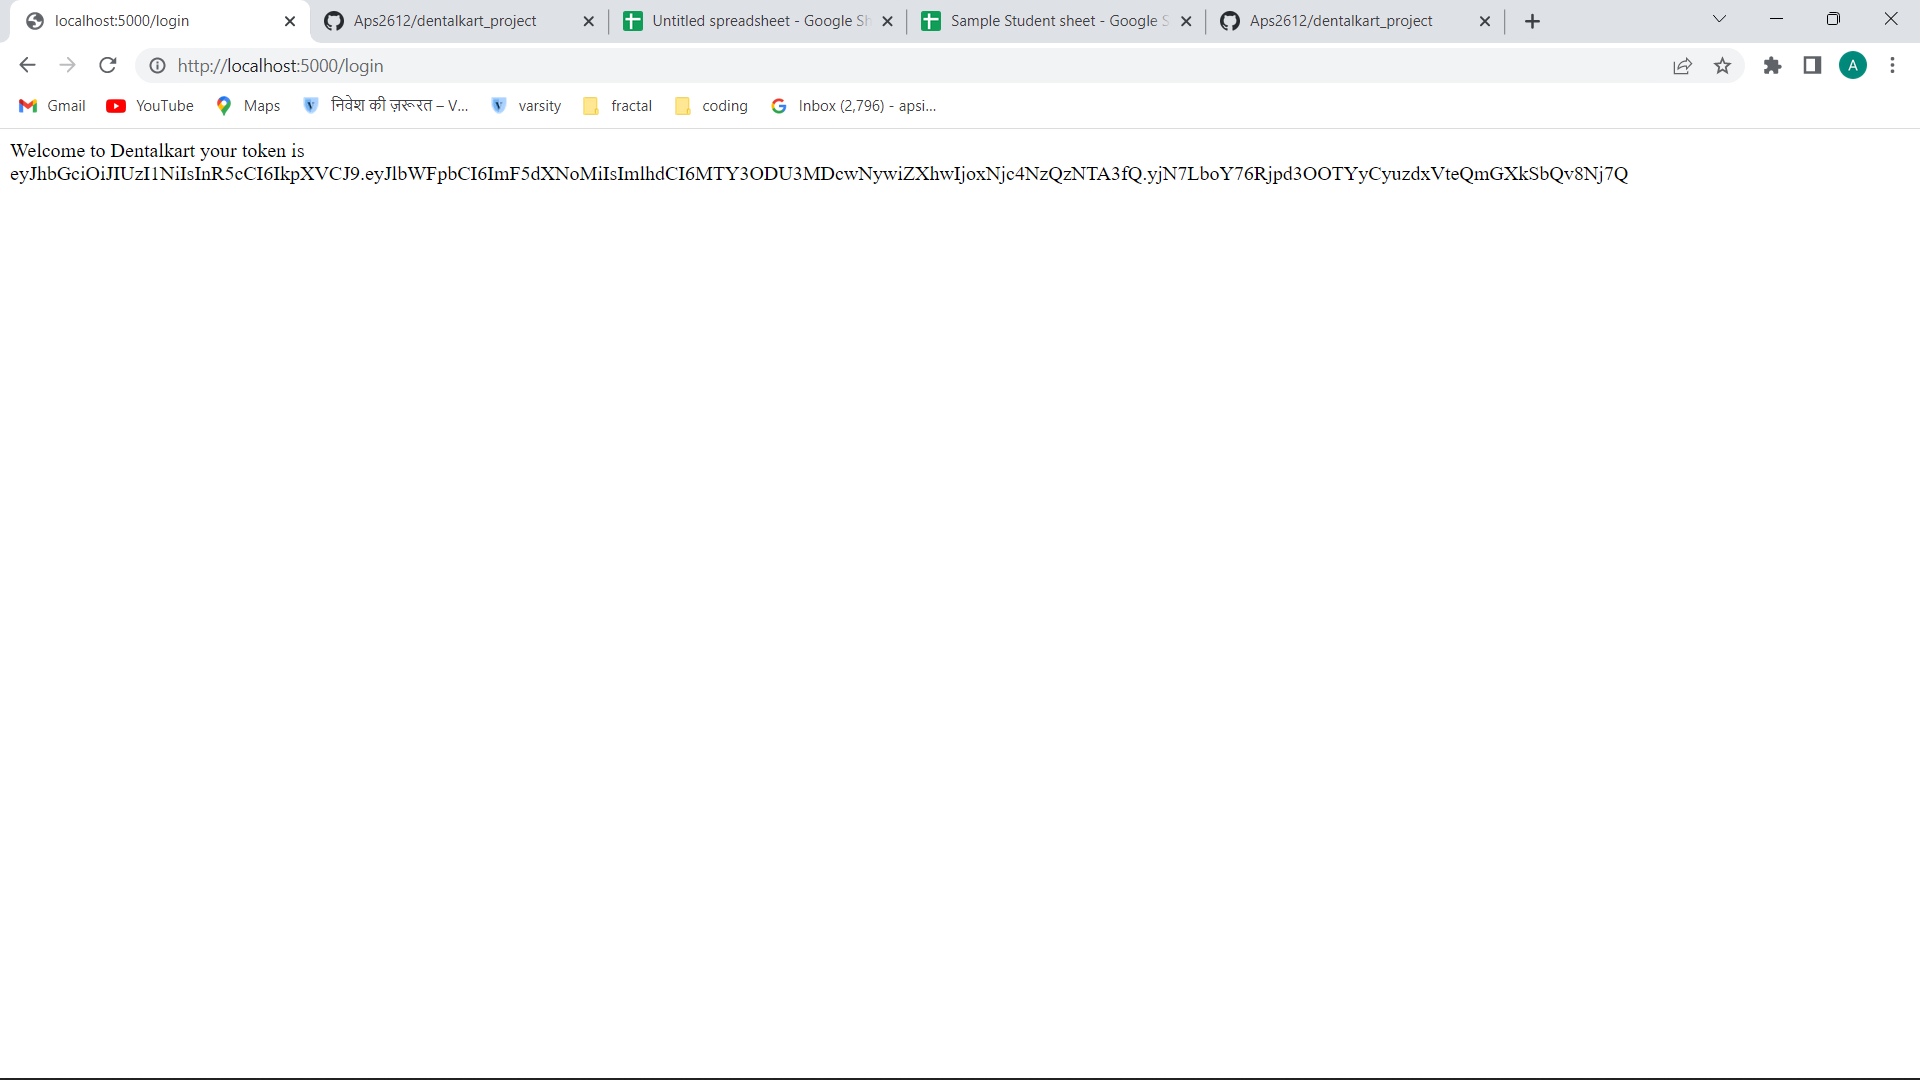 localhost:5000/login
Aps2612/dentalkart_project
Untitled spreadsheet - Google Sh
Sample Student sheet - Google S
Aps2612/dentalkart_project
http://localhost:5000/login
A
Gmail
YouTube
Maps
निवेश की ज़रूरत – V...
varsity
fractal
coding
Inbox (2,796) - apsi...
Welcome to Dentalkart your token is
eyJhbGciOiJIUzI1NiIsInR5cCI6IkpXVCJ9.eyJlbWFpbCI6ImF5dXNoMiIsImlhdCI6MTY3ODU3MDcwNywiZXhwIjoxNjc4NzQzNTA3fQ.yjN7LboY76Rjpd3OOTYyCyuzdxVteQmGXkSbQv8Nj7Q